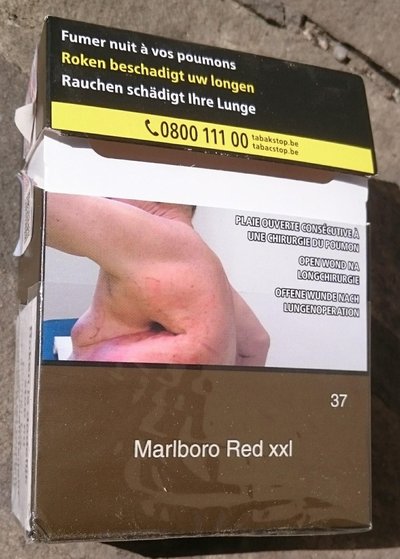 Fumer nuit à vos poumons
Roken beschadigt uw longen
Rauchen schädigt Ihre Lunge
0800 111 00 tabakstop.be
tabacstop.be
PLAIE OUVERTE CONSÉCUTIVE À
UNE CHIRURGIE DU POUMON
OPEN WOND NA
LONGCHIRURGIE
OFFENE WUNDE NACH
LUNGENOPERATION
37
Marlboro Red xxl